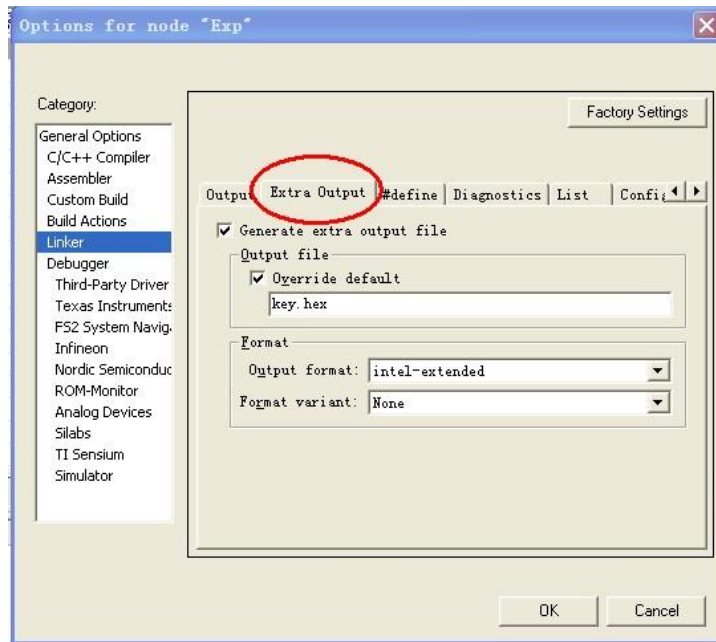 Options for node "Exp"
Category:
Factory Settings
General Options
C/C++ Compiler
Assembler
Custom Build
Build Actions
Linker
Debugger
Third-Party Driver
Texas Instruments
FS2 System Navig
Infineon
Nordic Semiconduc
ROM-Monitor
Analog Devices
Silabs
TI Sensium
Simulator
Output Extra Output #define Diagnostics List Config
Generate extra output file
Output file
Override default
key.hex
Format
Output format: intel-extended
Format variant: None
OK Cancel